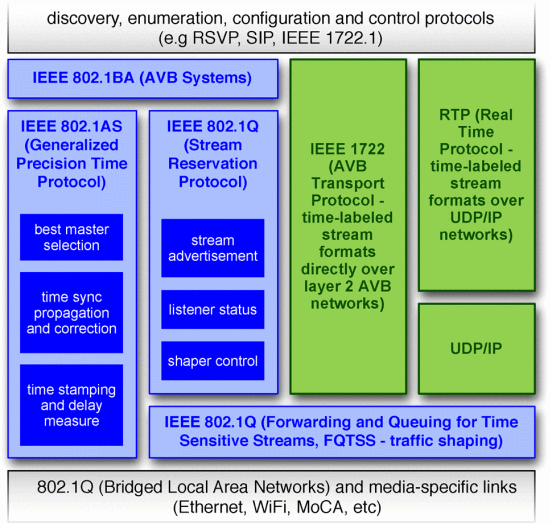 discovery, enumeration, configuration and control protocols
(e.g RSVP, SIP, IEEE 1722.1)
IEEE 802.1BA (AVB Systems)
IEEE 802.1AS
(Generalized
Precision Time
Protocol)
best master
selection
time sync
propagation
and correction
time stamping
and delay
measure
IEEE 802.1Q
(Stream
Reservation
Protocol)
stream
advertisement
listener status
shaper control
IEEE 1722
(AVB
Transport
Protocol -
time-labeled
stream
formats
directly over
layer 2 AVB
networks)
RTP (Real
Time
Protocol -
time-labeled
stream
formats over
UDP/IP
networks)
UDP/IP
IEEE 802.1Q (Forwarding and Queuing for Time
Sensitive Streams, FQTSS - traffic shaping)
802.1Q (Bridged Local Area Networks) and media-specific links
(Ethernet, WiFi, MoCA, etc)